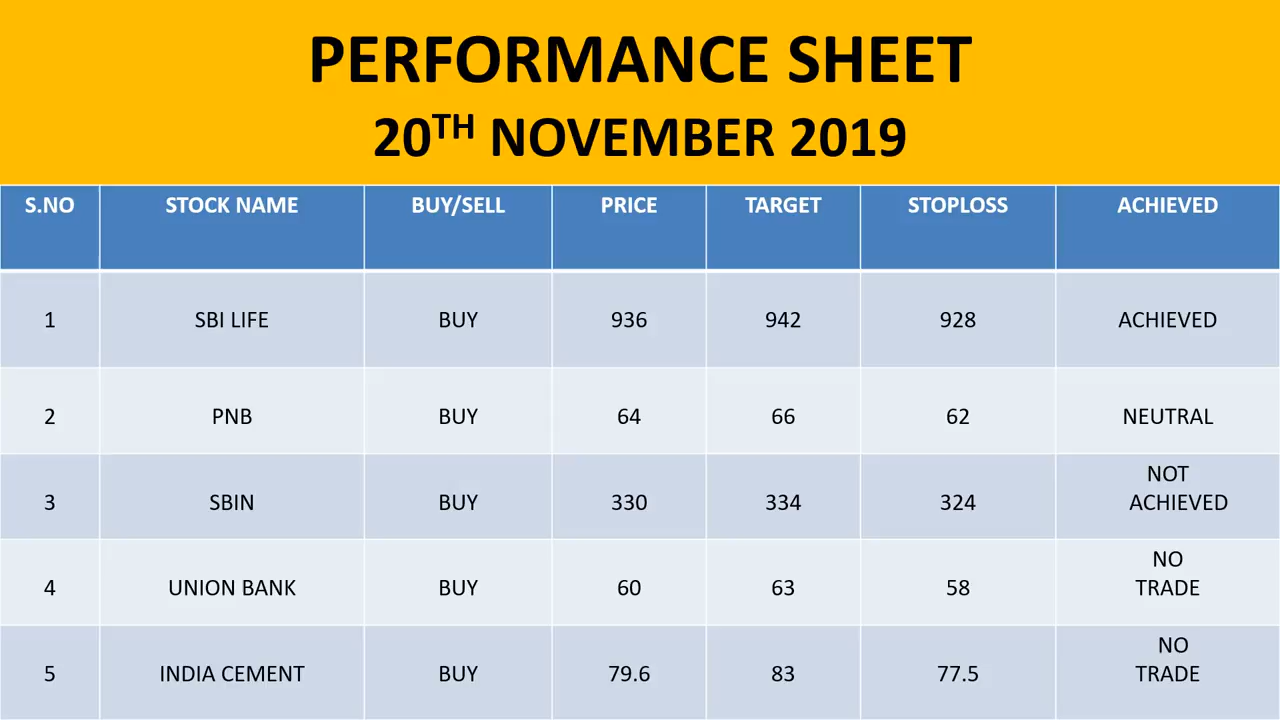 PERFORMANCE SHEET
20TH NOVEMBER 2019
S.NO STOCK NAME BUY/SELL PRICE TARGET STOPLOSS ACHIEVED
1 SBI LIFE BUY 936 942 928 ACHIEVED
2 PNB BUY 64 66 62 NEUTRAL
3 SBIN BUY 330 334 324 NOT
ACHIEVED
4 UNION BANK BUY 60 63 58 NO
TRADE
5 INDIA CEMENT BUY 79.6 83 77.5 NO
TRADE